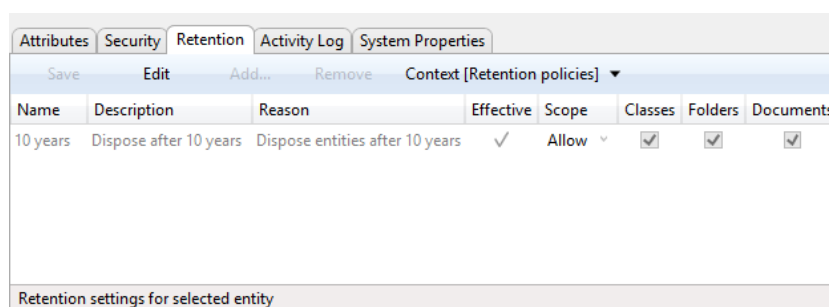 Attributes Security Retention Activity Log System Properties
Save Edit Add... Remove Context [Retention policies]
Name Description Reason Effective Scope Classes Folders Documents
10 years Dispose after 10 years Dispose entities after 10 years Allow
Retention settings for selected entity